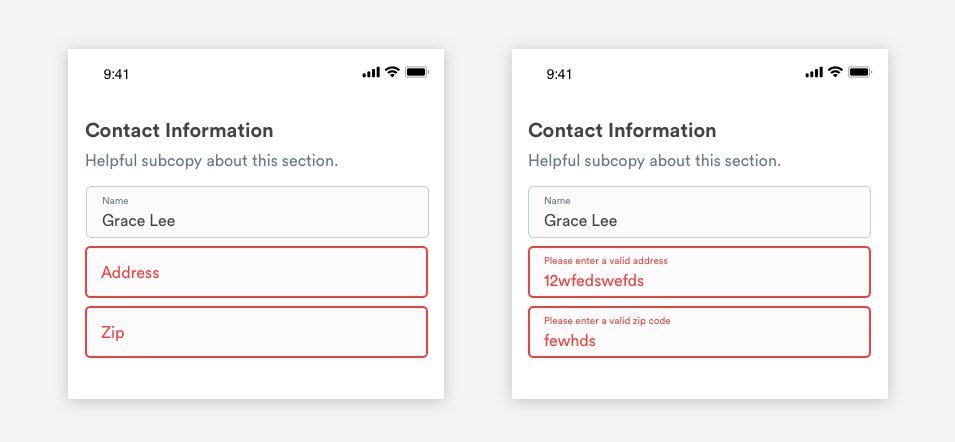 9:41
Contact Information
Helpful subcopy about this section.
Name
Grace Lee
Address
Zip
9:41
Contact Information
Helpful subcopy about this section.
Name
Grace Lee
Please enter a valid address
12wfedswefds
Please enter a valid zip code
fewhds